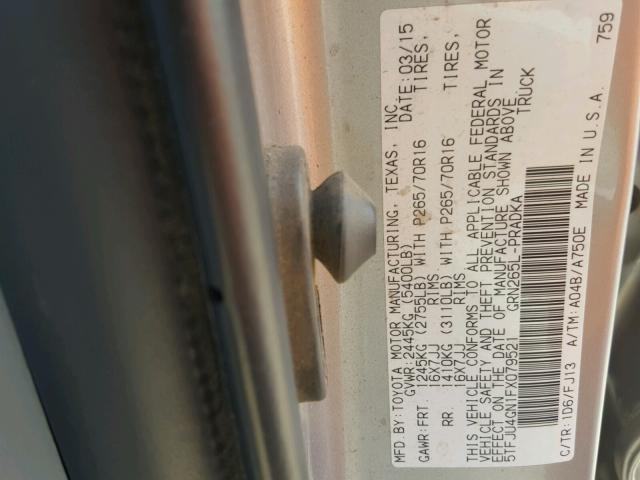 MFD.BY:TOYOTA MOTOR MANUFACTURING, TEXAS, INC.
GVWR:2445KG (5400LB) DATE: 03/15
GAWR:FRT. 1245KG (2755LB) WITH P265/70R16 TIRES,
16X7JJ RIMS
RR. 1410KG (3110LB) WITH P265/70R16 TIRES,
16X7JJ RIMS
THIS VEHICLE CONFORMS TO ALL APPLICABLE FEDERAL MOTOR
VEHICLE SAFETY AND THEFT PREVENTION STANDARDS IN
EFFECT ON THE DATE OF MANUFACTURE SHOWN ABOVE
5TFJU4GN1FX079521 TRUCK
GRN265L-PRADKA
C/TR:1D6/FJ13 A/TM:A04B/A750E MADE IN U.S.A. 759